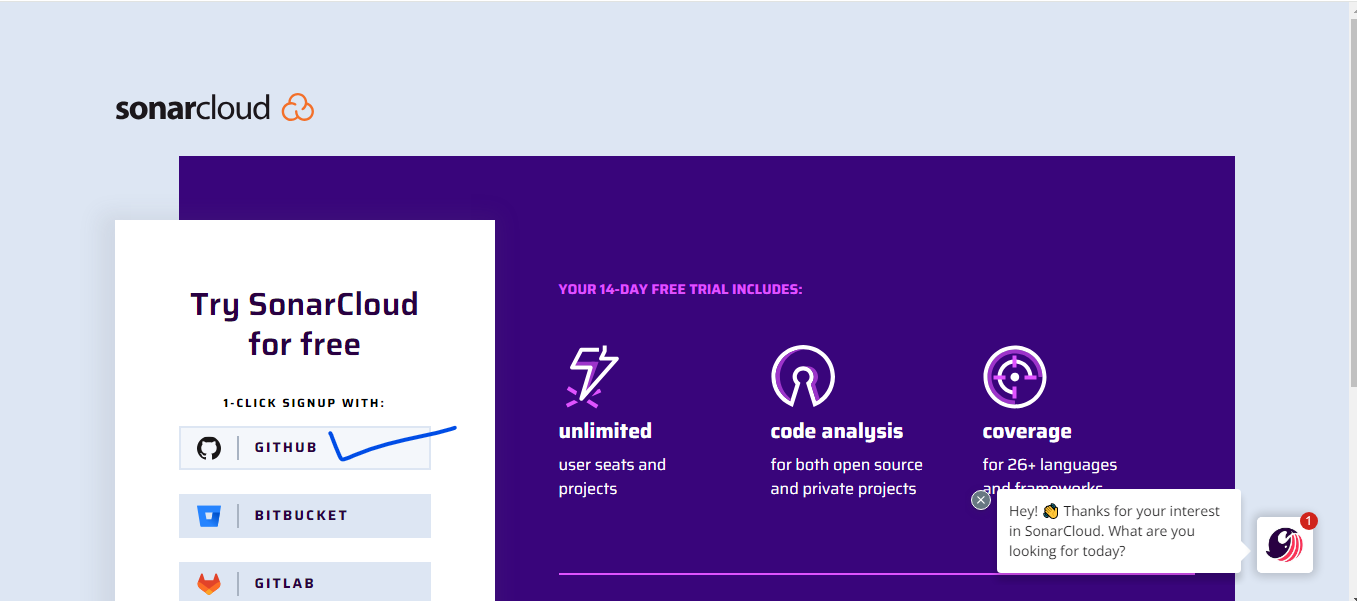 sonarcloud
Try SonarCloud
for free
1-CLICK SIGNUP WITH:
GITHUB
BITBUCKET
GITLAB
YOUR 14-DAY FREE TRIAL INCLUDES:
unlimited
user seats and
projects
code analysis
for both open source
and private projects
coverage
for 26+ languages
and frameworks
Hey! 👋 Thanks for your interest
in SonarCloud. What are you
looking for today?
1